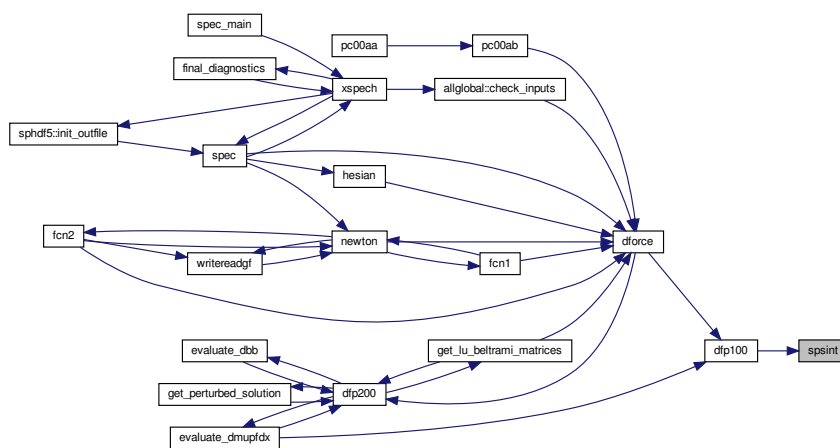 spec_main
pc00aa
pc00ab
final_diagnostics
xspech
allglobal::check_inputs
sphdf5::init_outfile
spec
hesian
fcn2
newton
dforce
writereadgf
fcn1
evaluate_dbb
get_lu_beltrami_matrices
dfp100
spsint
get_perturbed_solution
dfp200
evaluate_dmupfdx